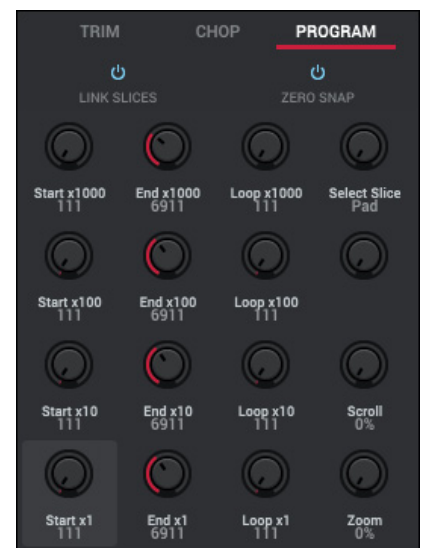 TRIM CHOP PROGRAM
LINK SLICES ZERO SNAP
Start x1000 End x1000 Loop x1000 Select Slice
111 6911 111 Pad
Start x100 End x100 Loop x100
111 6911 111
Start x10 End x10 Loop x10 Scroll
111 6911 111 0%
Start x1 End x1 Loop x1 Zoom
111 6911 111 0%